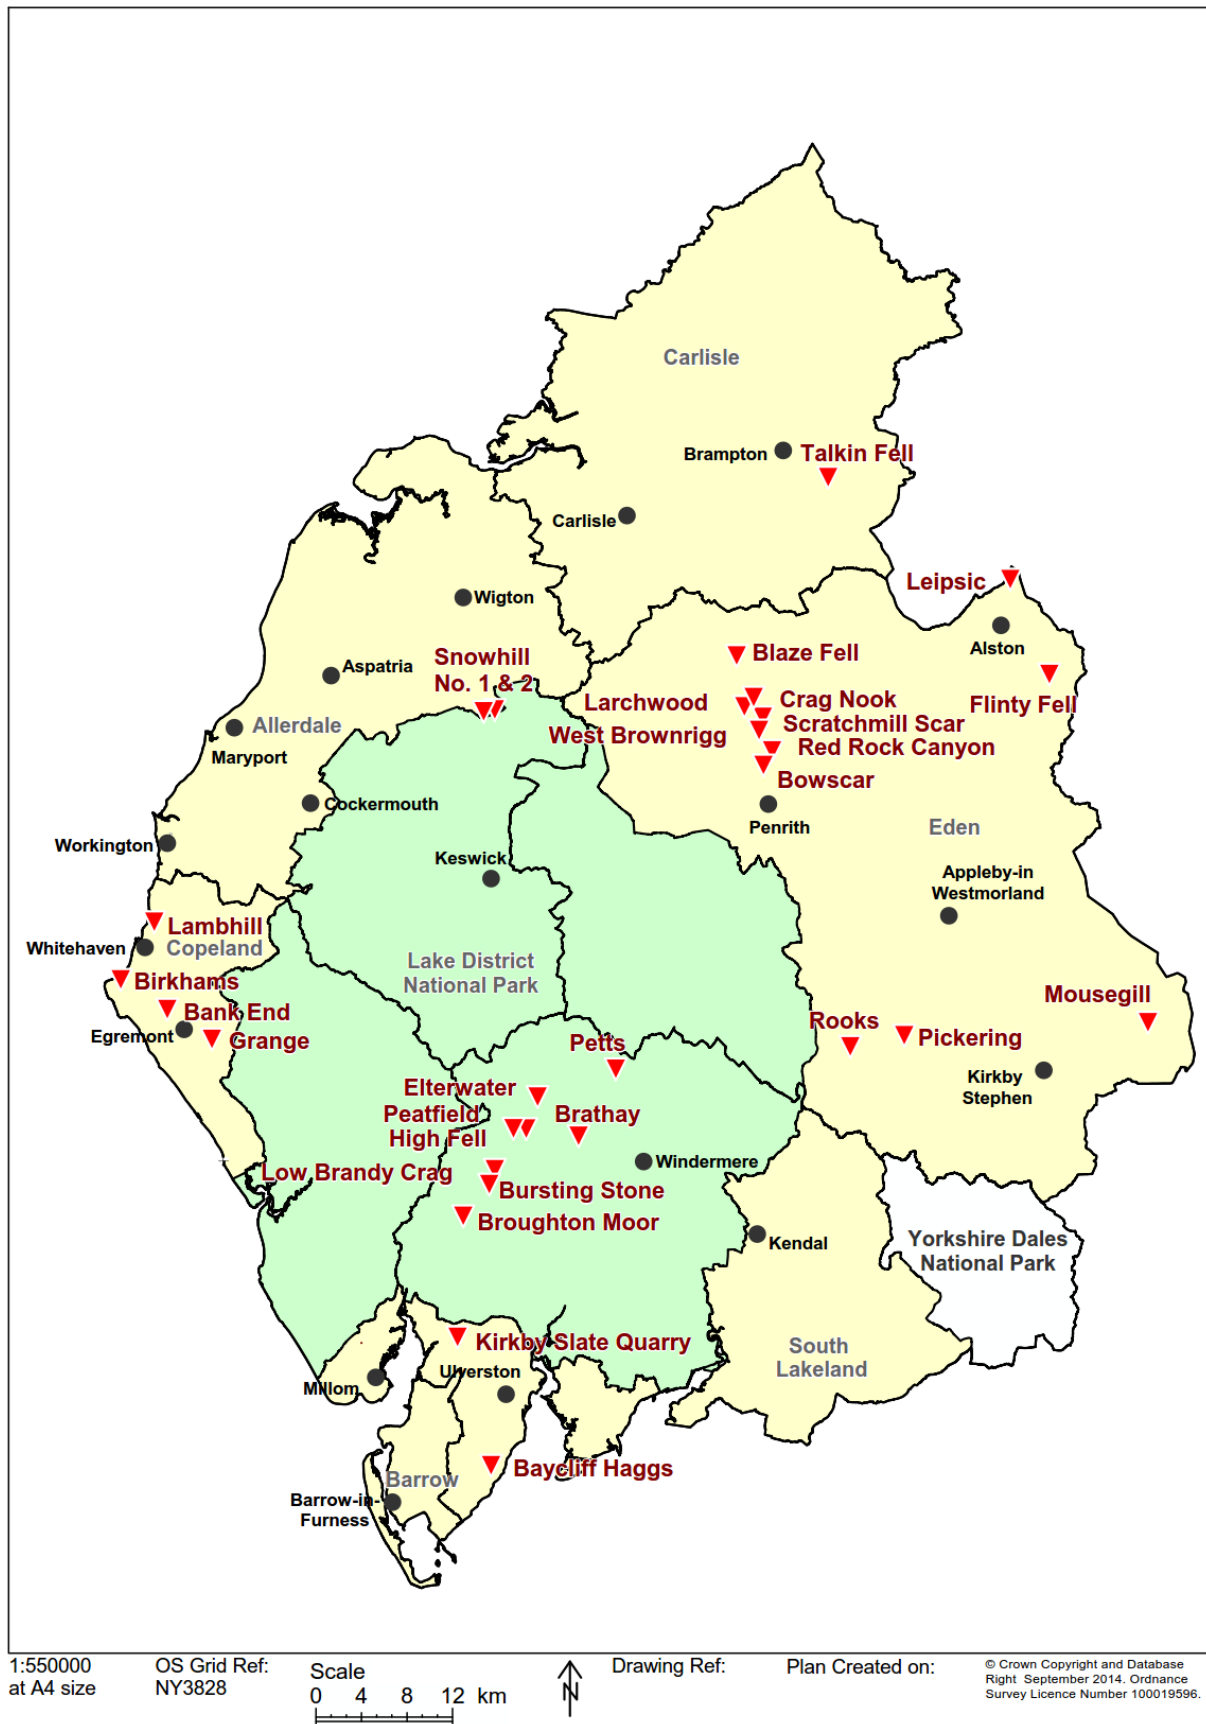 Carlisle
Brampton
Talkin Fell
Carlisle
Leipsic
Wigton
Alston
Blaze Fell
Snowhill
No. 1 & 2
Aspatria
Flinty Fell
Larchwood
Crag Nook
Allerdale
Scratchmill Scar
West Brownrigg
Maryport
Red Rock Canyon
Bowscar
Cockermouth
Penrith
Eden
Workington
Keswick
Appleby-in
Westmorland
Lambhill
Whitehaven
Copeland
Lake District
National Park
Birkhams
Mousegill
Bank End
Rooks
Egremont
Grange
Petts
Pickering
Kirkby
Stephen
Elterwater
Peatfield
Brathay
High Fell
Windermere
Low Brandy Crag
Bursting Stone
Broughton Moor
Kendal
Yorkshire Dales
National Park
Kirkby Slate Quarry
South
Lakeland
Ulverston
Millom
Baycliff Haggs
Barrow
Barrow-in-
Furness
1:550000
at A4 size
OS Grid Ref:
NY3828
Scale
0 4 8 12 km
N
Drawing Ref:
Plan Created on:
© Crown Copyright and Database
Right September 2014. Ordnance
Survey Licence Number 100019596.